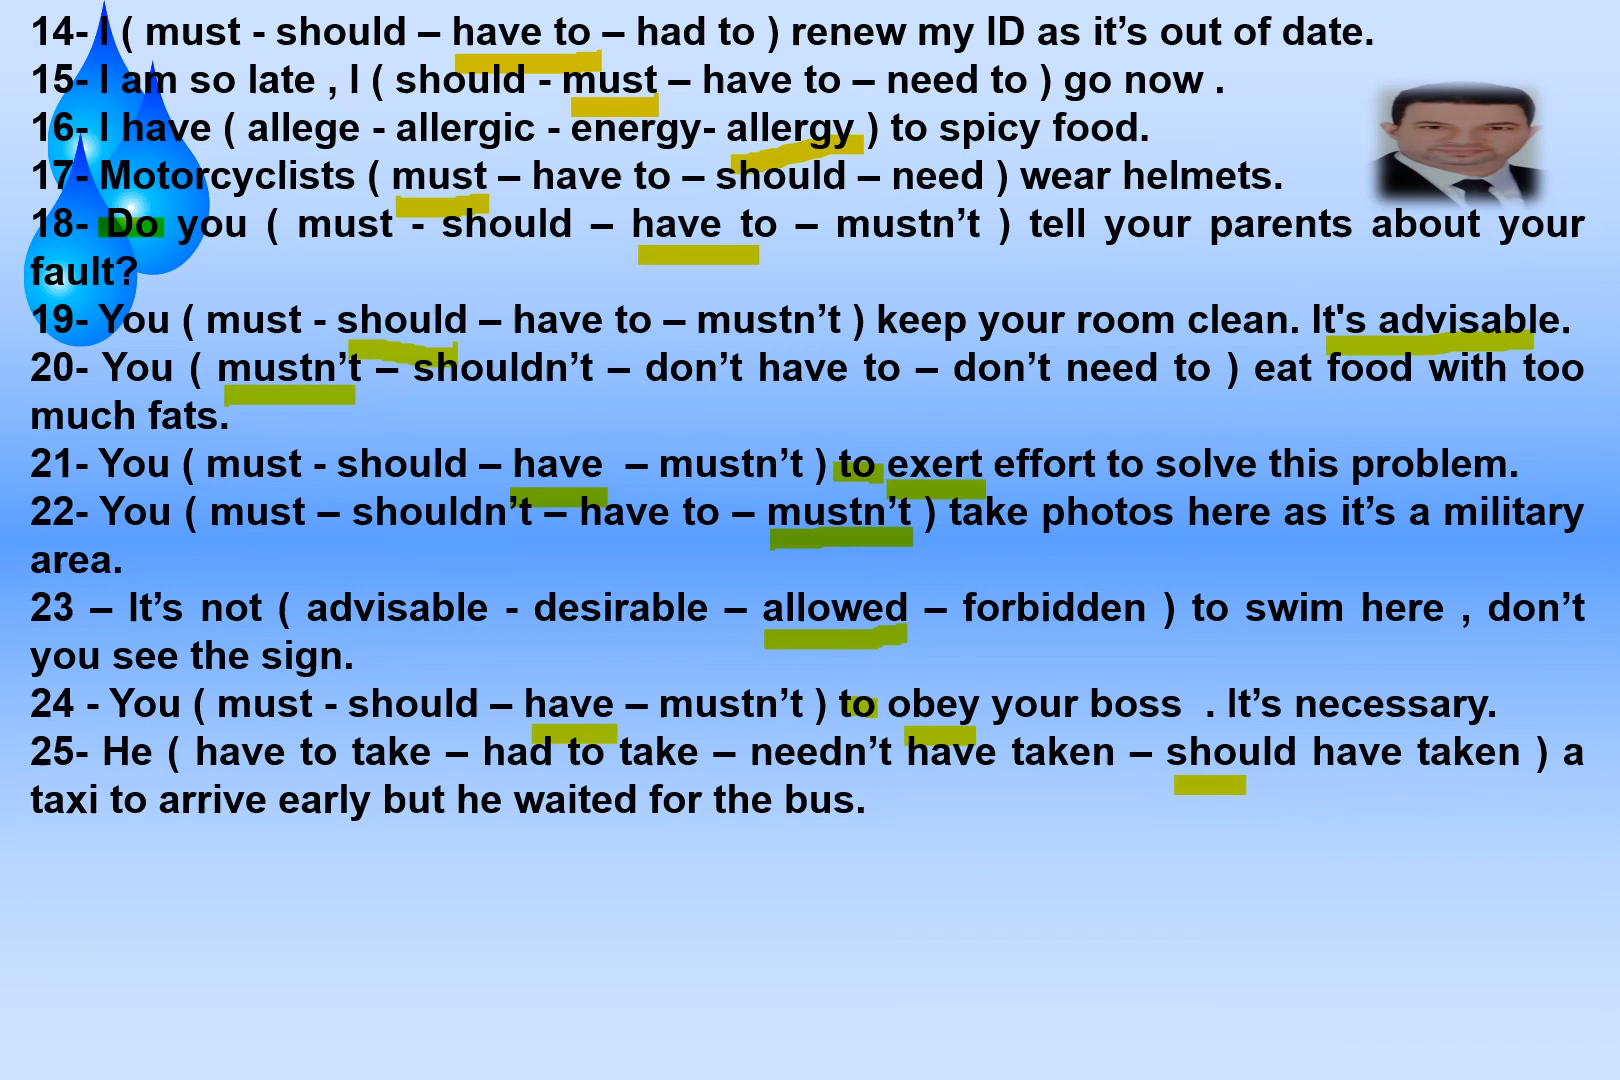 14- I ( must - should – have to – had to ) renew my ID as it’s out of date.
15- I am so late , I ( should - must – have to – need to ) go now .
16- I have ( allege - allergic - energy- allergy ) to spicy food.
17- Motorcyclists ( must – have to – should – need ) wear helmets.
18- Do you ( must - should – have to – mustn’t ) tell your parents about your
fault?
19- You ( must - should – have to – mustn’t ) keep your room clean. It's advisable.
20- You ( mustn’t – shouldn’t – don’t have to – don’t need to ) eat food with too
much fats.
21- You ( must - should – have – mustn’t ) to exert effort to solve this problem.
22- You ( must – shouldn’t – have to – mustn’t ) take photos here as it’s a military
area.
23 – It’s not ( advisable - desirable – allowed – forbidden ) to swim here , don’t
you see the sign.
24 - You ( must - should – have – mustn’t ) to obey your boss . It’s necessary.
25- He ( have to take – had to take – needn’t have taken – should have taken ) a
taxi to arrive early but he waited for the bus.